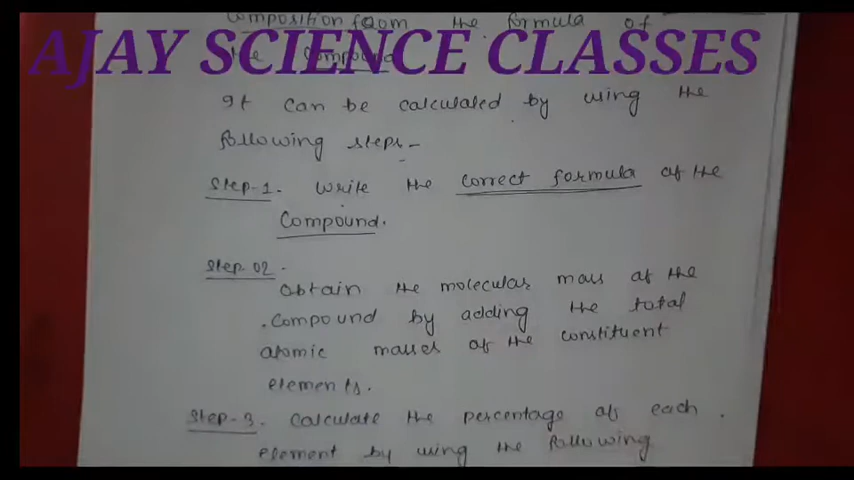 composition from the formula of
AJAY SCIENCE CLASSES
the compound
It can be calculated by using the
following steps-
Step-1. Write the correct formula of the
Compound.
Step 02-
Obtain the molecular mass of the
compound by adding the total
atomic masses of the constituent
elements.
Step-3. Calculate the percentage of each
element by using the following